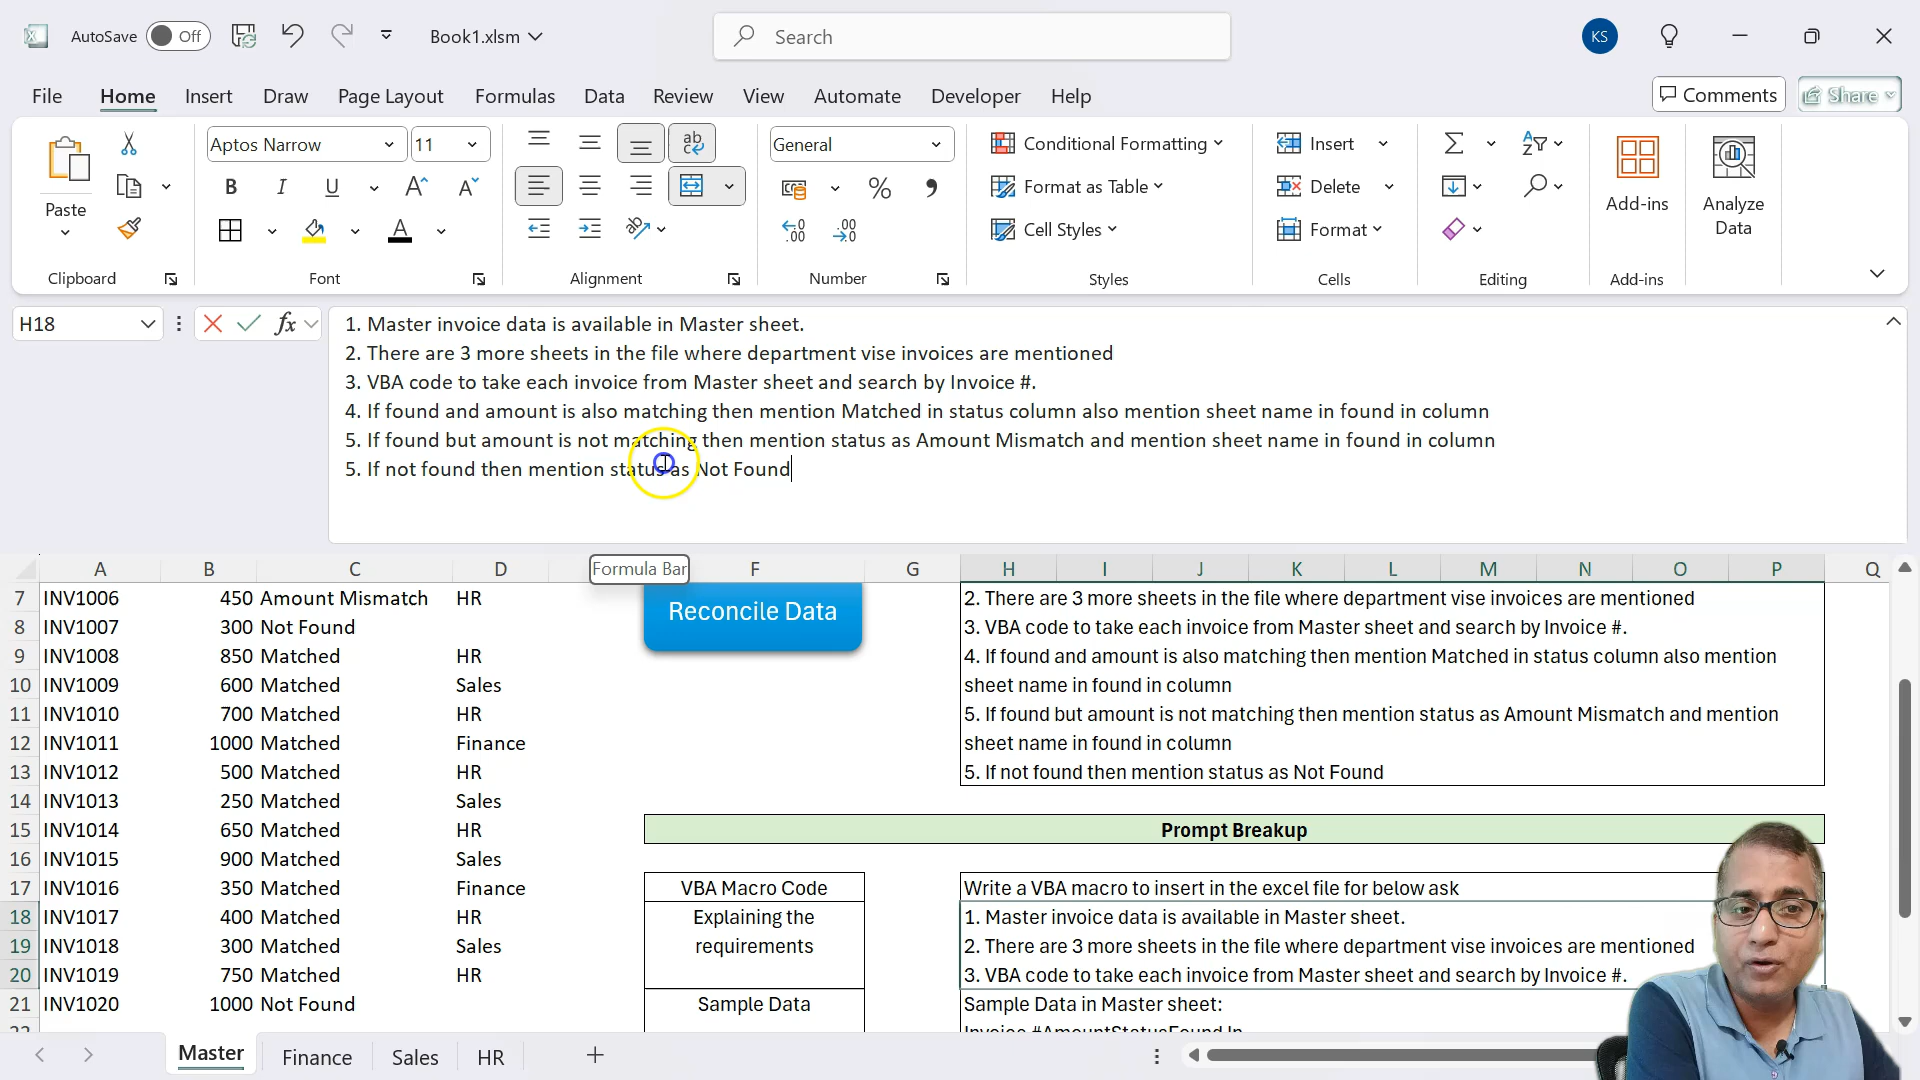 AutoSave Off Book1.xlsm Search KS
File Home Insert Draw Page Layout Formulas Data Review View Automate Developer Help Comments Share
Paste
Clipboard
Aptos Narrow 11
B I U A A
A
Font
ab
Alignment
General
% 9
.00 .00
Number
Conditional Formatting
Format as Table
Cell Styles
Styles
Insert
Delete
Format
Cells
Editing
Add-ins
Add-ins
Analyze
Data
H18 fx
1. Master invoice data is available in Master sheet.
2. There are 3 more sheets in the file where department vise invoices are mentioned
3. VBA code to take each invoice from Master sheet and search by Invoice #.
4. If found and amount is also matching then mention Matched in status column also mention sheet name in found in column
5. If found but amount is not matching then mention status as Amount Mismatch and mention sheet name in found in column
5. If not found then mention status as Not Found
Formula Bar
A B C D F G H I J K L M N O P Q
7 INV1006 450 Amount Mismatch HR
8 INV1007 300 Not Found
9 INV1008 850 Matched HR
10 INV1009 600 Matched Sales
11 INV1010 700 Matched HR
12 INV1011 1000 Matched Finance
13 INV1012 500 Matched HR
14 INV1013 250 Matched Sales
15 INV1014 650 Matched HR
16 INV1015 900 Matched Sales
17 INV1016 350 Matched Finance
18 INV1017 400 Matched HR
19 INV1018 300 Matched Sales
20 INV1019 750 Matched HR
21 INV1020 1000 Not Found
Reconcile Data
2. There are 3 more sheets in the file where department vise invoices are mentioned
3. VBA code to take each invoice from Master sheet and search by Invoice #.
4. If found and amount is also matching then mention Matched in status column also mention
sheet name in found in column
5. If found but amount is not matching then mention status as Amount Mismatch and mention
sheet name in found in column
5. If not found then mention status as Not Found
Prompt Breakup
VBA Macro Code
Explaining the
requirements
Sample Data
Write a VBA macro to insert in the excel file for below ask
1. Master invoice data is available in Master sheet.
2. There are 3 more sheets in the file where department vise invoices are mentioned
3. VBA code to take each invoice from Master sheet and search by Invoice #.
Sample Data in Master sheet:
Master Finance Sales HR